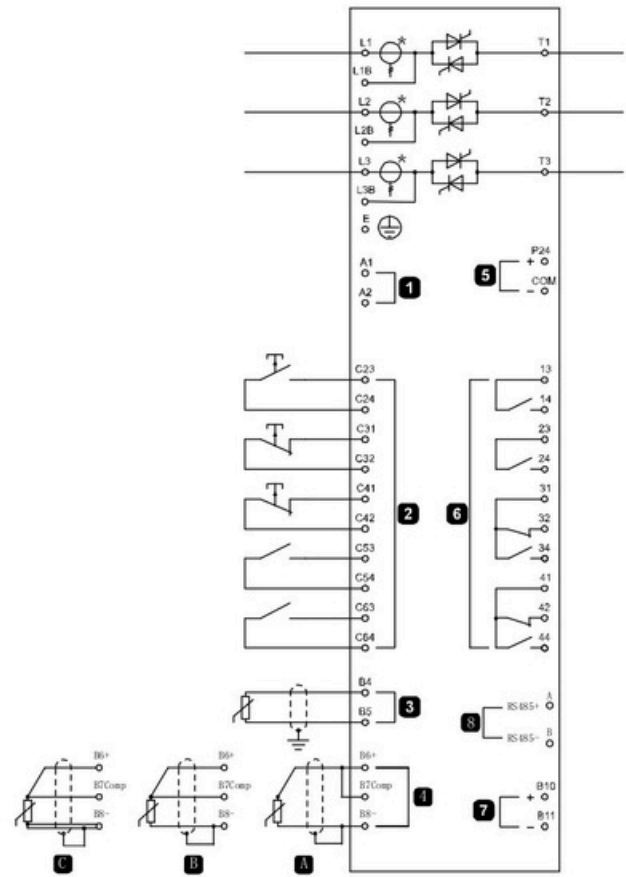 L1 * T1
L1B
L2 * T2
L2B
L3 * T3
L3B
E
A1
A2
1
5
P24
+
COM
-
C23
C24
C31
C32
C41
C42
C53
C54
C63
C64
2
6
13
14
23
24
31
32
34
41
42
44
B4
B5
3
8
A
RS485+
RS485-
B
B6+
B7Comp
B8-
C
B6+
B7Comp
B8-
B
B6+
B7Comp
B8-
A
4
7
+ B10
- B11